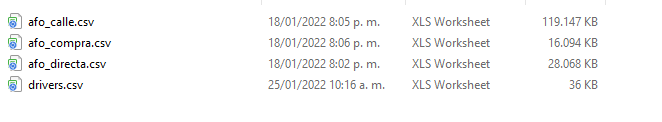 afo_calle.csv 18/01/2022 8:05 p. m. XLS Worksheet 119.147 KB
afo_compra.csv 18/01/2022 8:06 p. m. XLS Worksheet 16.094 KB
afo_directa.csv 18/01/2022 8:02 p. m. XLS Worksheet 28.068 KB
drivers.csv 25/01/2022 10:16 a. m. XLS Worksheet 36 KB